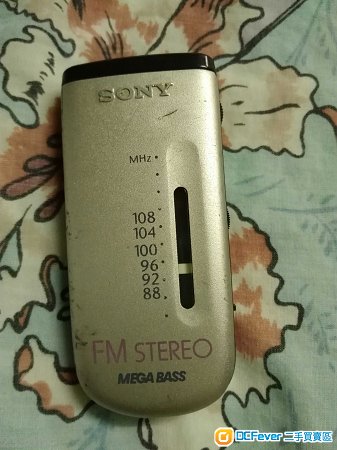 SONY
MHz
108
104
100
96
92
88
FM STEREO
MEGA BASS
DCFever 二手買賣區